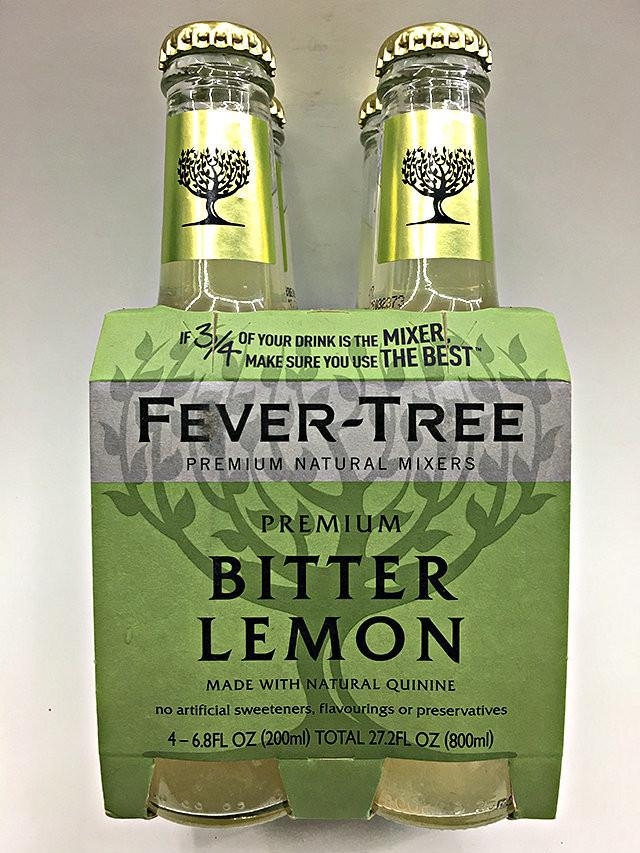 IF 3/4 OF YOUR DRINK IS THE MIXER,
MAKE SURE YOU USE THE BEST™
FEVER-TREE
PREMIUM NATURAL MIXERS
PREMIUM
BITTER
LEMON
MADE WITH NATURAL QUININE
no artificial sweeteners, flavourings or preservatives
4–6.8FL OZ (200ml) TOTAL 27.2FL OZ (800ml)